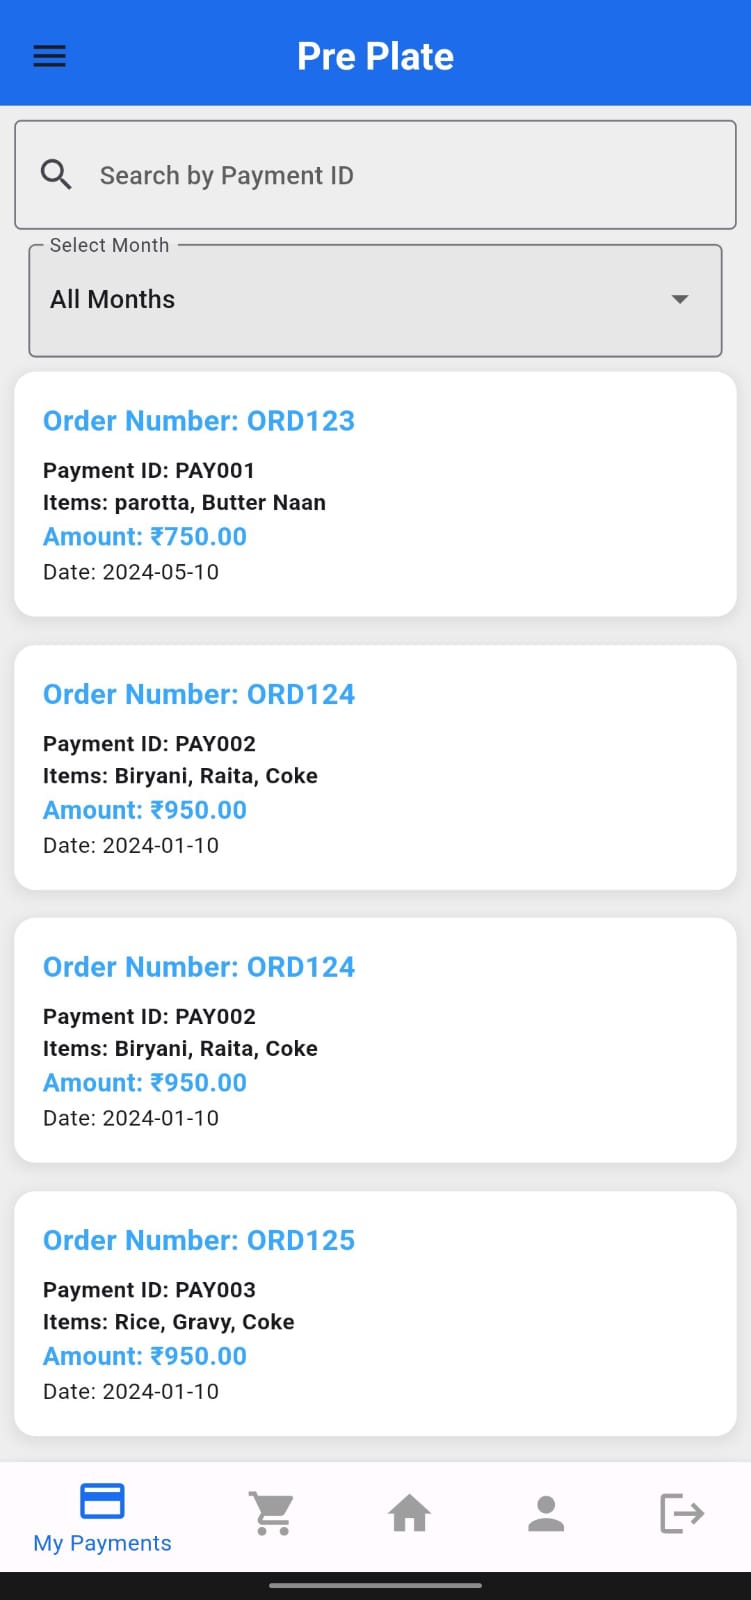 Pre Plate
Search by Payment ID
Select Month
All Months
Order Number: ORD123
Payment ID: PAY001
Items: parotta, Butter Naan
Amount: ₹750.00
Date: 2024-05-10
Order Number: ORD124
Payment ID: PAY002
Items: Biryani, Raita, Coke
Amount: ₹950.00
Date: 2024-01-10
Order Number: ORD124
Payment ID: PAY002
Items: Biryani, Raita, Coke
Amount: ₹950.00
Date: 2024-01-10
Order Number: ORD125
Payment ID: PAY003
Items: Rice, Gravy, Coke
Amount: ₹950.00
Date: 2024-01-10
My Payments